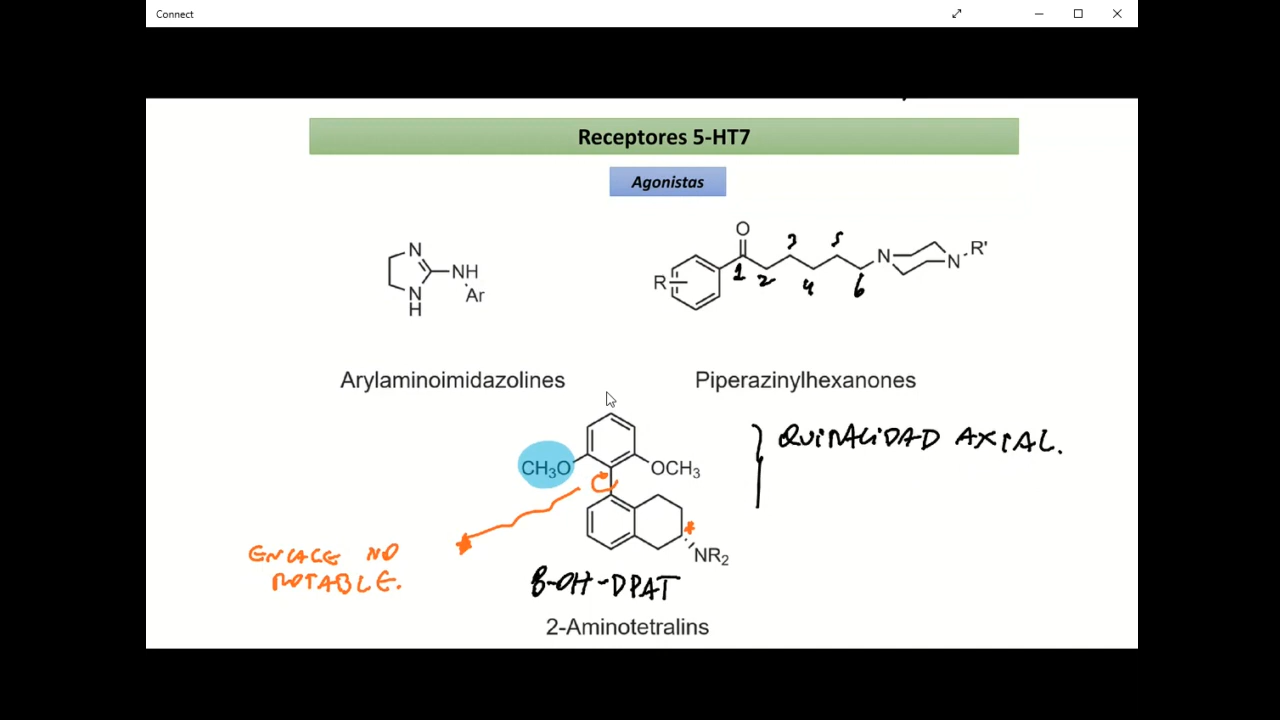 Connect
Receptores 5-HT7
Agonistas
N
NH
N
H
Ar
O
R
1 2 3 4 5 6
N
N
R'
Arylaminoimidazolines
Piperazinylhexanones
CH3O
OCH3
QUIRALIDAD AXIAL.
*
NR2
ENLACE NO
ROTABLE.
8-OH-DPAT
2-Aminotetralins